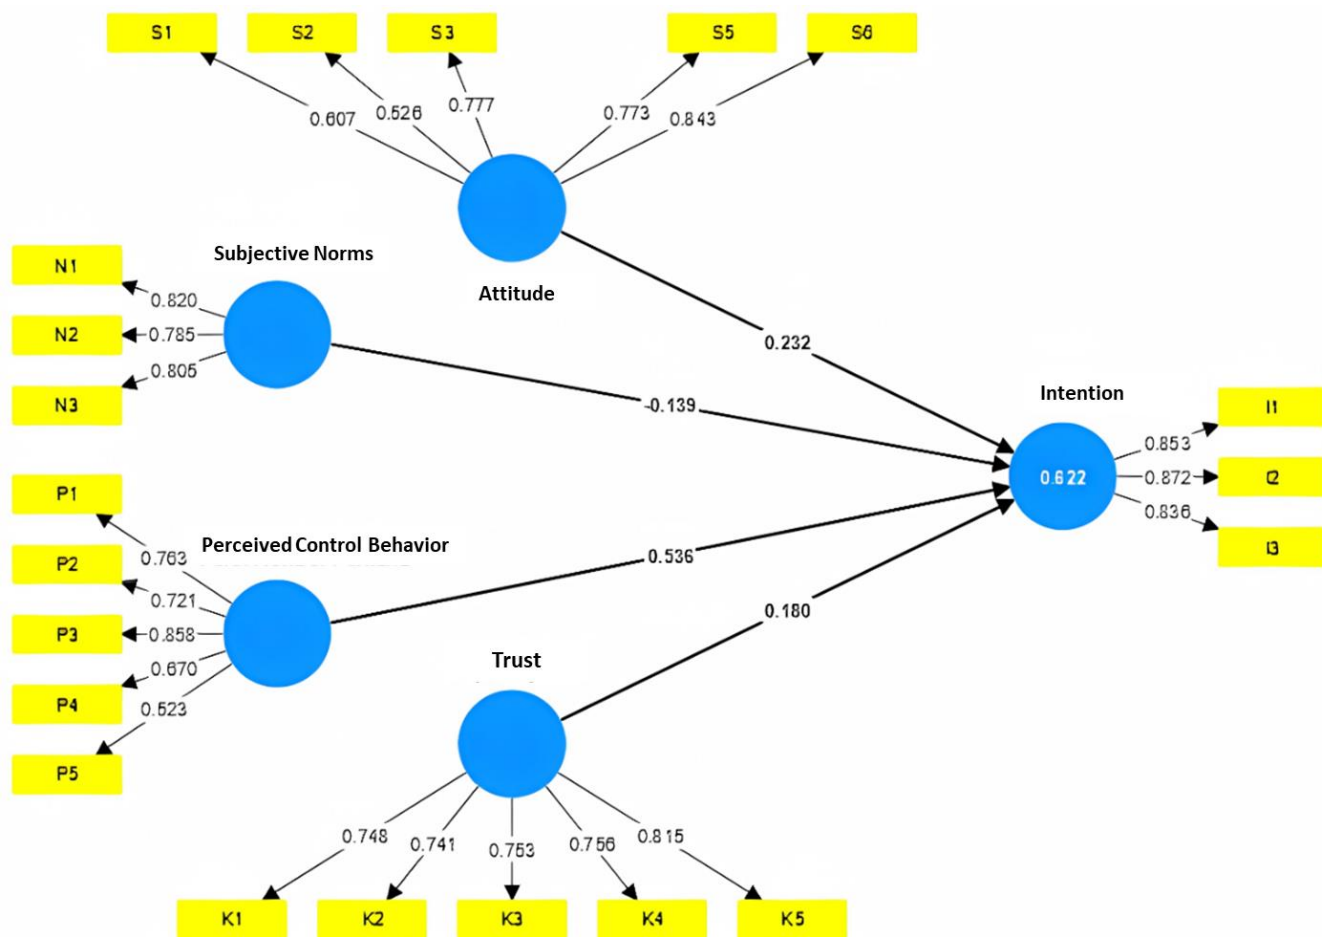 S1
S2
S3
S5
S6
0.607
0.526
0.777
0.773
0.843
Attitude
Subjective Norms
N1
N2
N3
0.820
0.785
0.805
0.232
-0.139
Intention
0.622
0.853
0.872
0.836
I1
I2
I3
P1
P2
P3
P4
P5
Perceived Control Behavior
0.763
0.721
0.858
0.670
0.523
0.536
0.180
Trust
0.748
0.741
0.753
0.756
0.815
K1
K2
K3
K4
K5